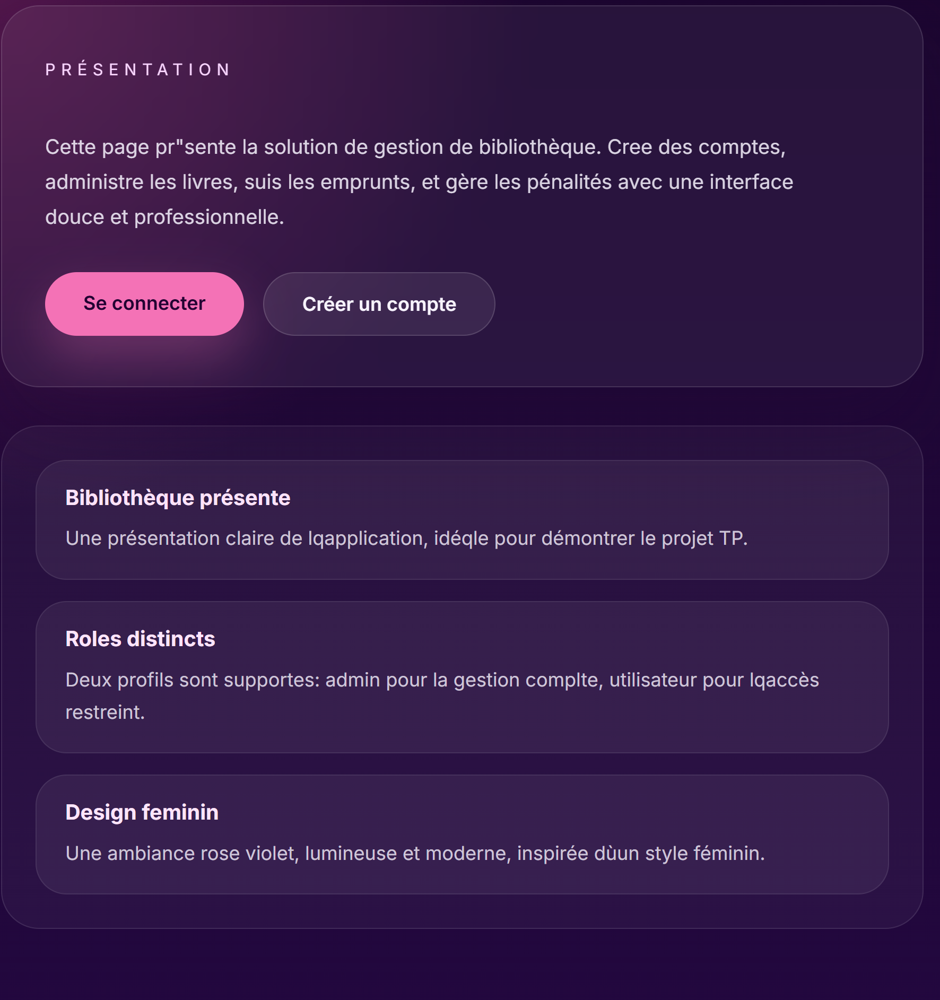 PRÉSENTATION
Cette page pr"sente la solution de gestion de bibliothèque. Cree des comptes,
administre les livres, suis les emprunts, et gère les pénalités avec une interface
douce et professionnelle.
Se connecter
Créer un compte
Bibliothèque présente
Une présentation claire de lqapplication, idéqle pour démontrer le projet TP.
Roles distincts
Deux profils sont supportes: admin pour la gestion complte, utilisateur pour lqaccès
restreint.
Design feminin
Une ambiance rose violet, lumineuse et moderne, inspirée dùun style féminin.